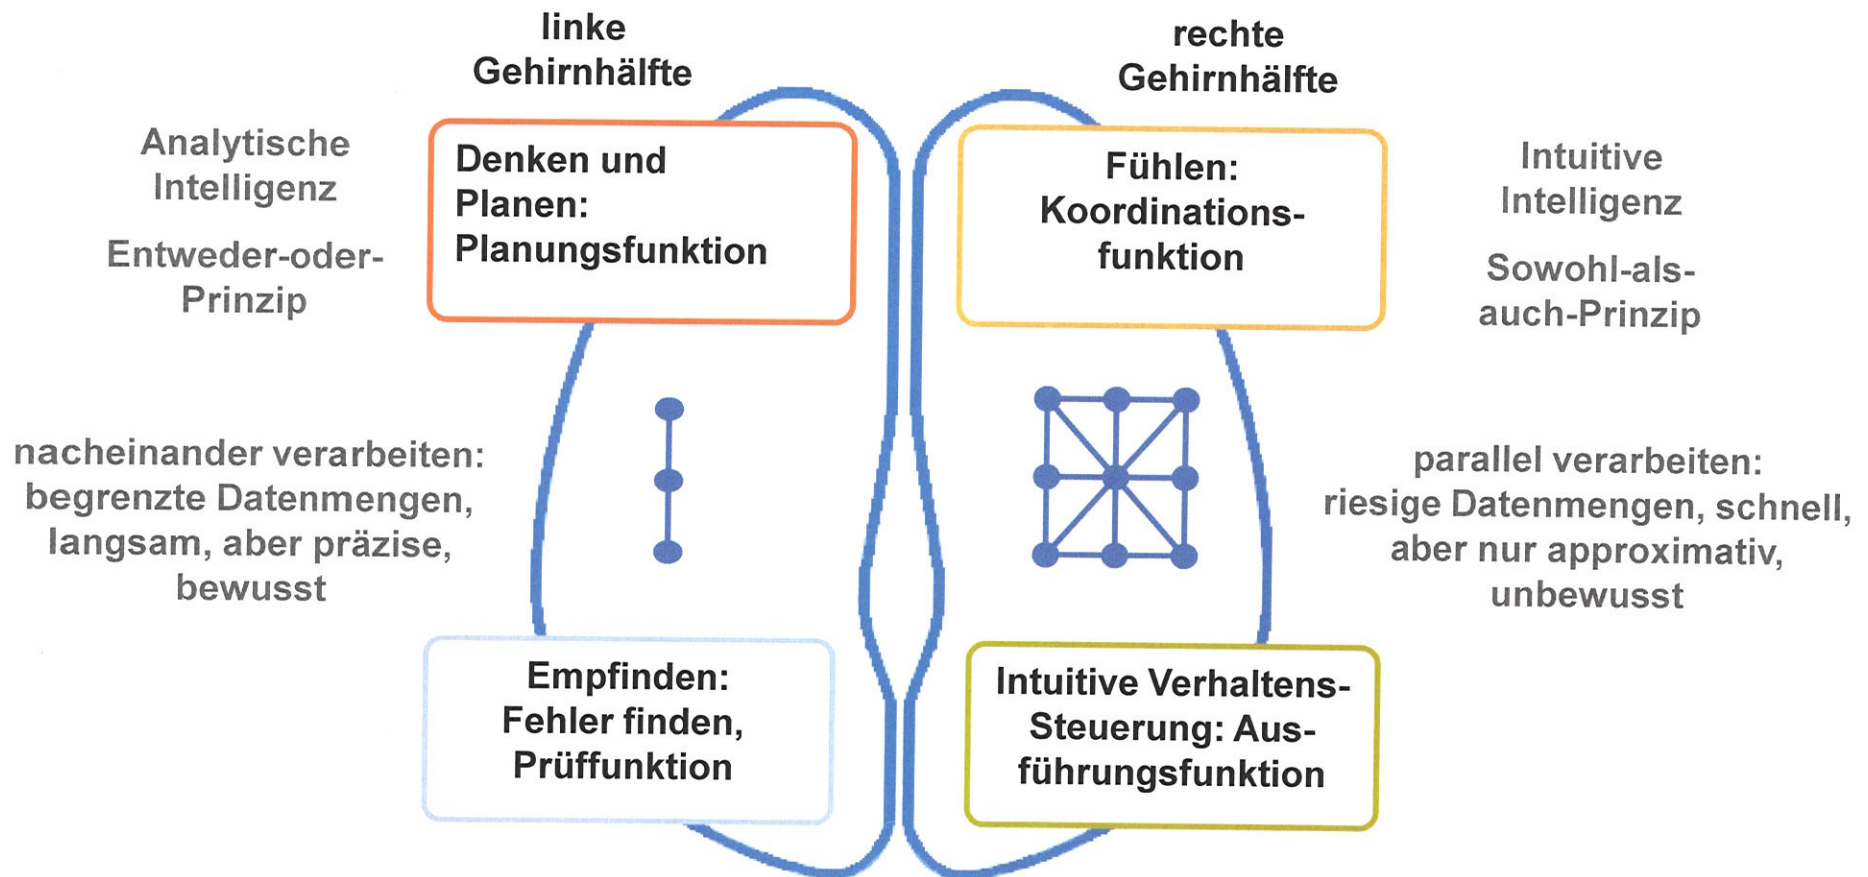 linke
Gehirnhälfte
rechte
Gehirnhälfte
Analytische
Intelligenz
Entweder-oder-
Prinzip
Denken und
Planen:
Planungsfunktion
Fühlen:
Koordinations-
funktion
Intuitive
Intelligenz
Sowohl-als-
auch-Prinzip
nacheinander verarbeiten:
begrenzte Datenmengen,
langsam, aber präzise,
bewusst
parallel verarbeiten:
riesige Datenmengen, schnell,
aber nur approximativ,
unbewusst
Empfinden:
Fehler finden,
Prüffunktion
Intuitive Verhaltens-
Steuerung: Aus-
führungsfunktion